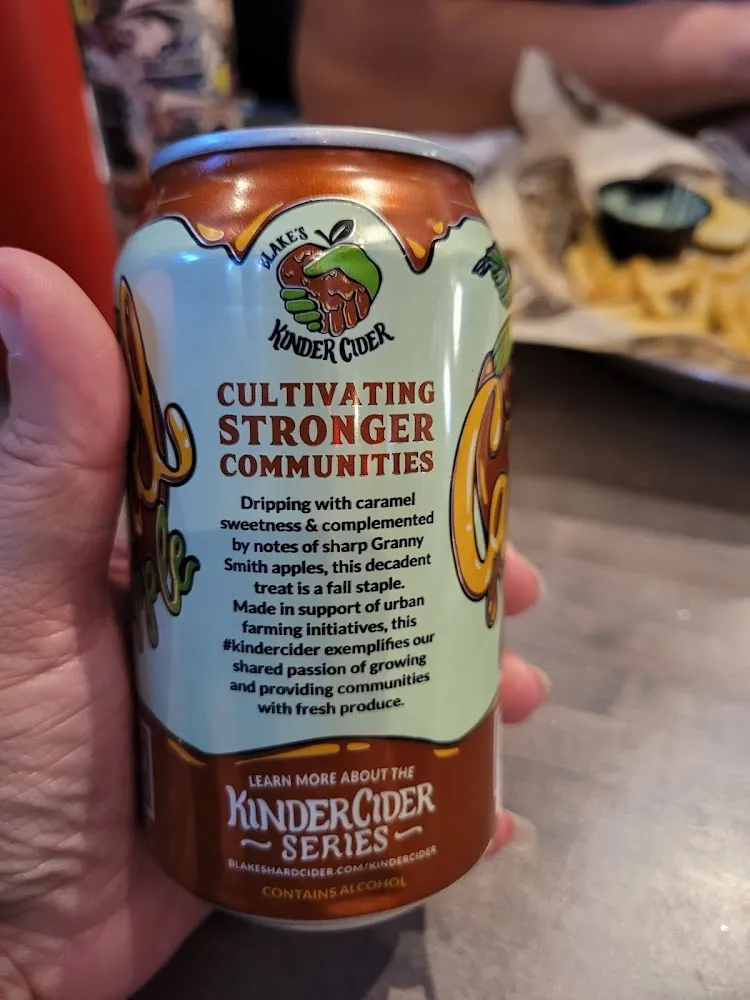 BLAKE'S
KINDER CIDER
CULTIVATING
STRONGER
COMMUNITIES
Dripping with caramel
sweetness & complemented
by notes of sharp Granny
Smith apples, this decadent
treat is a fall staple.
Made in support of urban
farming initiatives, this
#kindercider exemplifies our
shared passion of growing
and providing communities
with fresh produce.
LEARN MORE ABOUT THE
KINDER CIDER
~ SERIES ~
BLAKESHARDCIDER.COM/KINDERCIDER
CONTAINS ALCOHOL